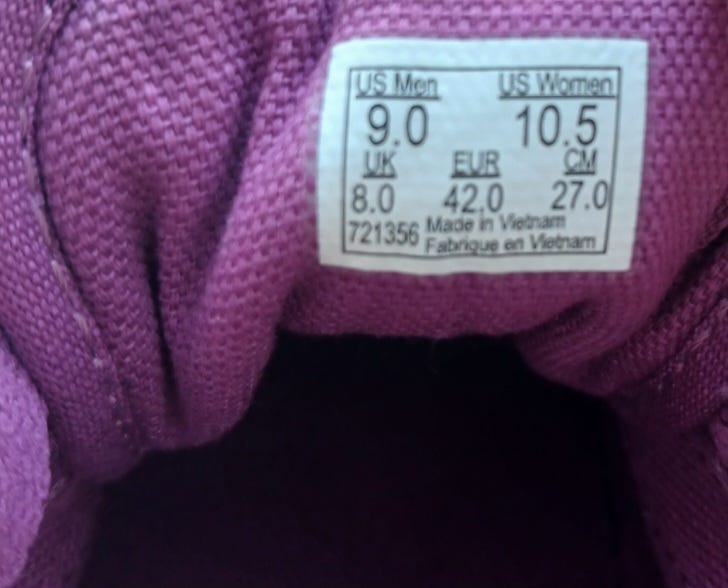 US Men US Women
9.0 10.5
UK EUR CM
8.0 42.0 27.0
721356 Made in Vietnam
Fabrique en Vietnam